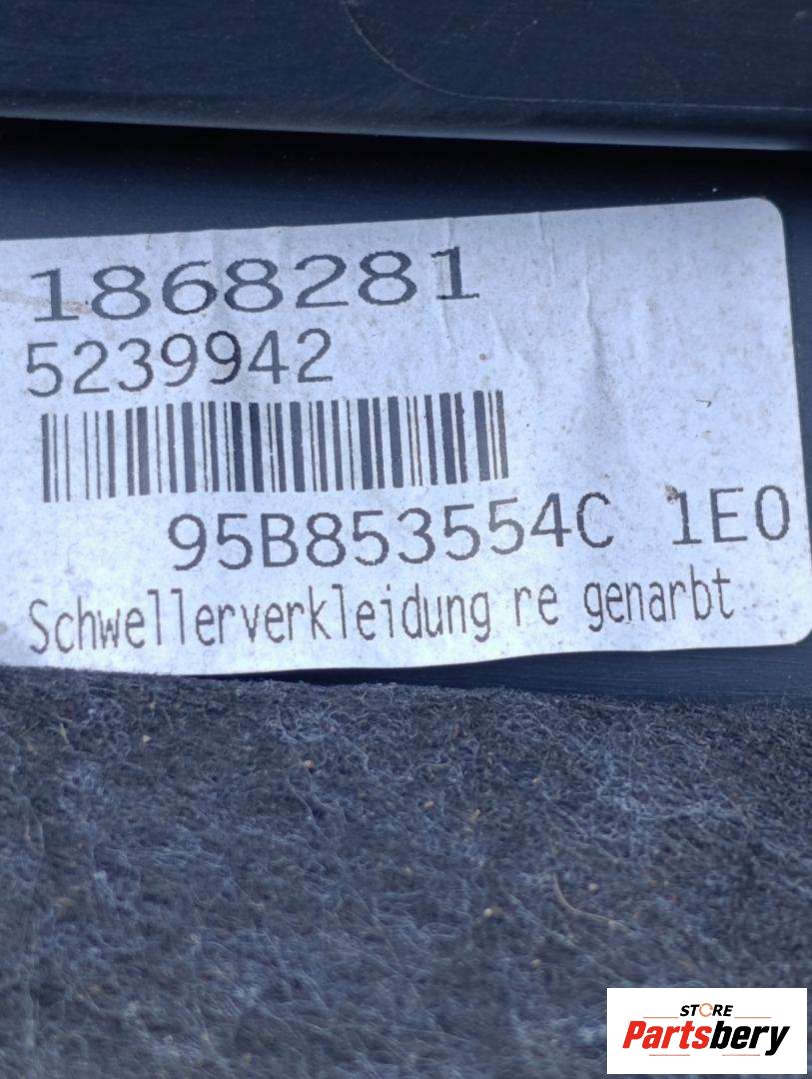 1868281
5239942
95B853554C 1E0
Schwellerverkleidung re genarbt
STORE
Partsbery